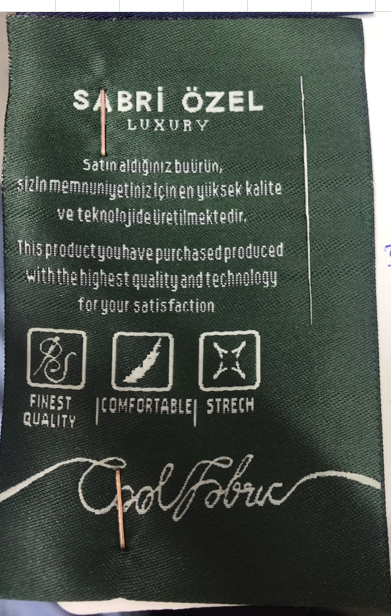 SABRİ ÖZEL
LUXURY
Satın aldığınız bu ürün,
sizin memnuniyetiniz için en yüksek kalite
ve teknolojide üretilmektedir.
This product you have purchased produced
with the highest quality and technology
for your satisfaction
FINEST QUALITY
COMFORTABLE
STRECH
Cool Fabric